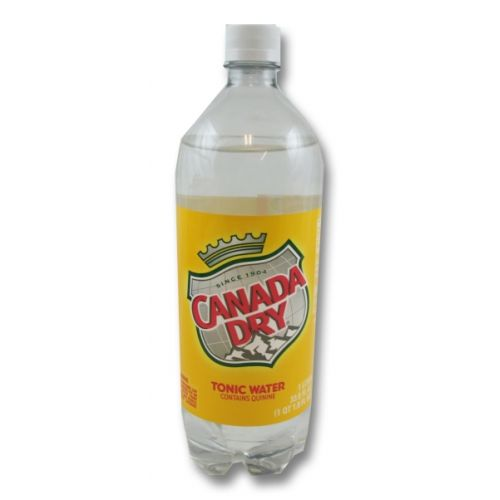 SINCE 1904
CANADA
DRY
TONIC WATER
CONTAINS QUININE